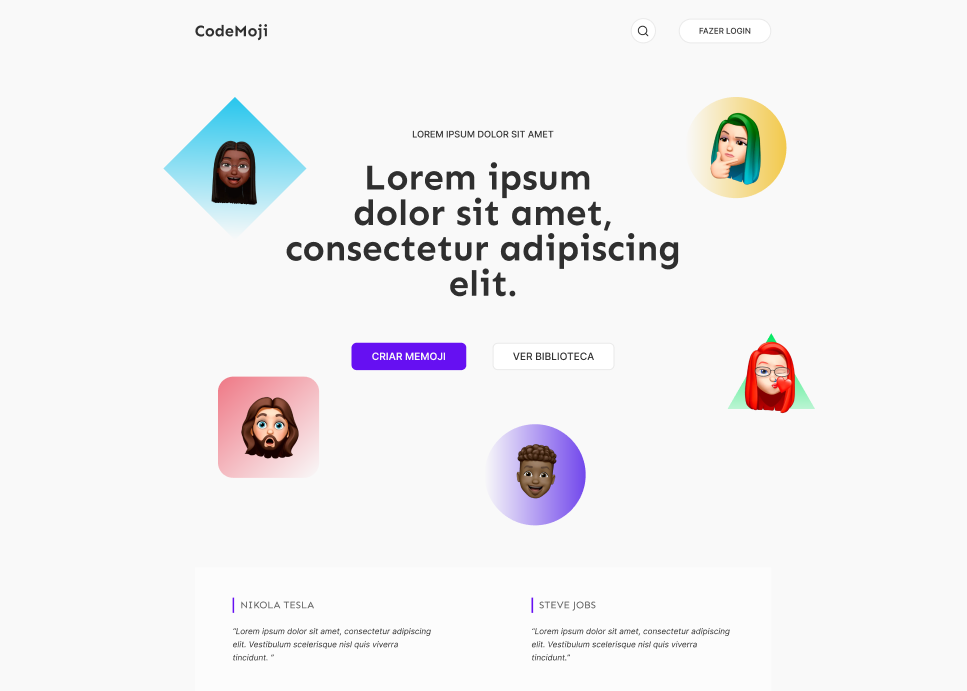 CodeMoji
FAZER LOGIN
LOREM IPSUM DOLOR SIT AMET
Lorem ipsum
dolor sit amet,
consectetur adipiscing
elit.
CRIAR MEMOJI
VER BIBLIOTECA
NIKOLA TESLA
“Lorem ipsum dolor sit amet, consectetur adipiscing
elit. Vestibulum scelerisque nisl quis viverra
tincidunt. ”
STEVE JOBS
“Lorem ipsum dolor sit amet, consectetur adipiscing
elit. Vestibulum scelerisque nisl quis viverra
tincidunt.”